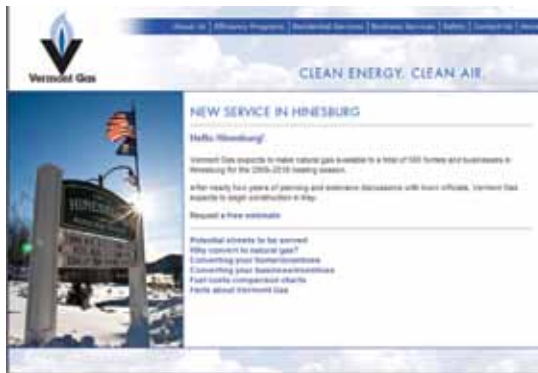 About Us | Efficiency Programs | Residential Services | Business Services | Safety | Contact Us |
Vermont Gas
CLEAN ENERGY. CLEAN AIR.
NEW SERVICE IN HINESBURG
Hello Hinesburg!
Vermont Gas expects to make natural gas available to a total of 500 homes and businesses in
Hinesburg for the heating season.
After nearly two years of planning and extensive discussions with town officials, Vermont Gas
expects to begin construction in May.
Request a free estimate
Potential streets to be served
Why convert to natural gas?
Converting your home/incentives
Converting your business/incentives
Fuel costs comparison charts
Facts about Vermont Gas
HINESBURG